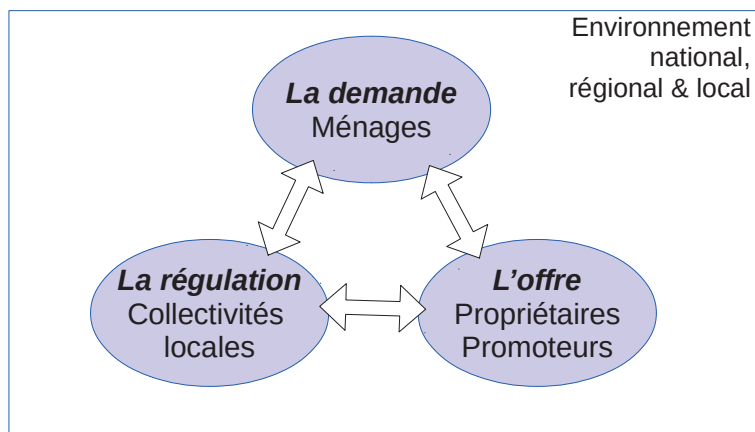 Environnement
national,
régional & local
La demande
Ménages
La régulation
Collectivités
locales
L’offre
Propriétaires
Promoteurs